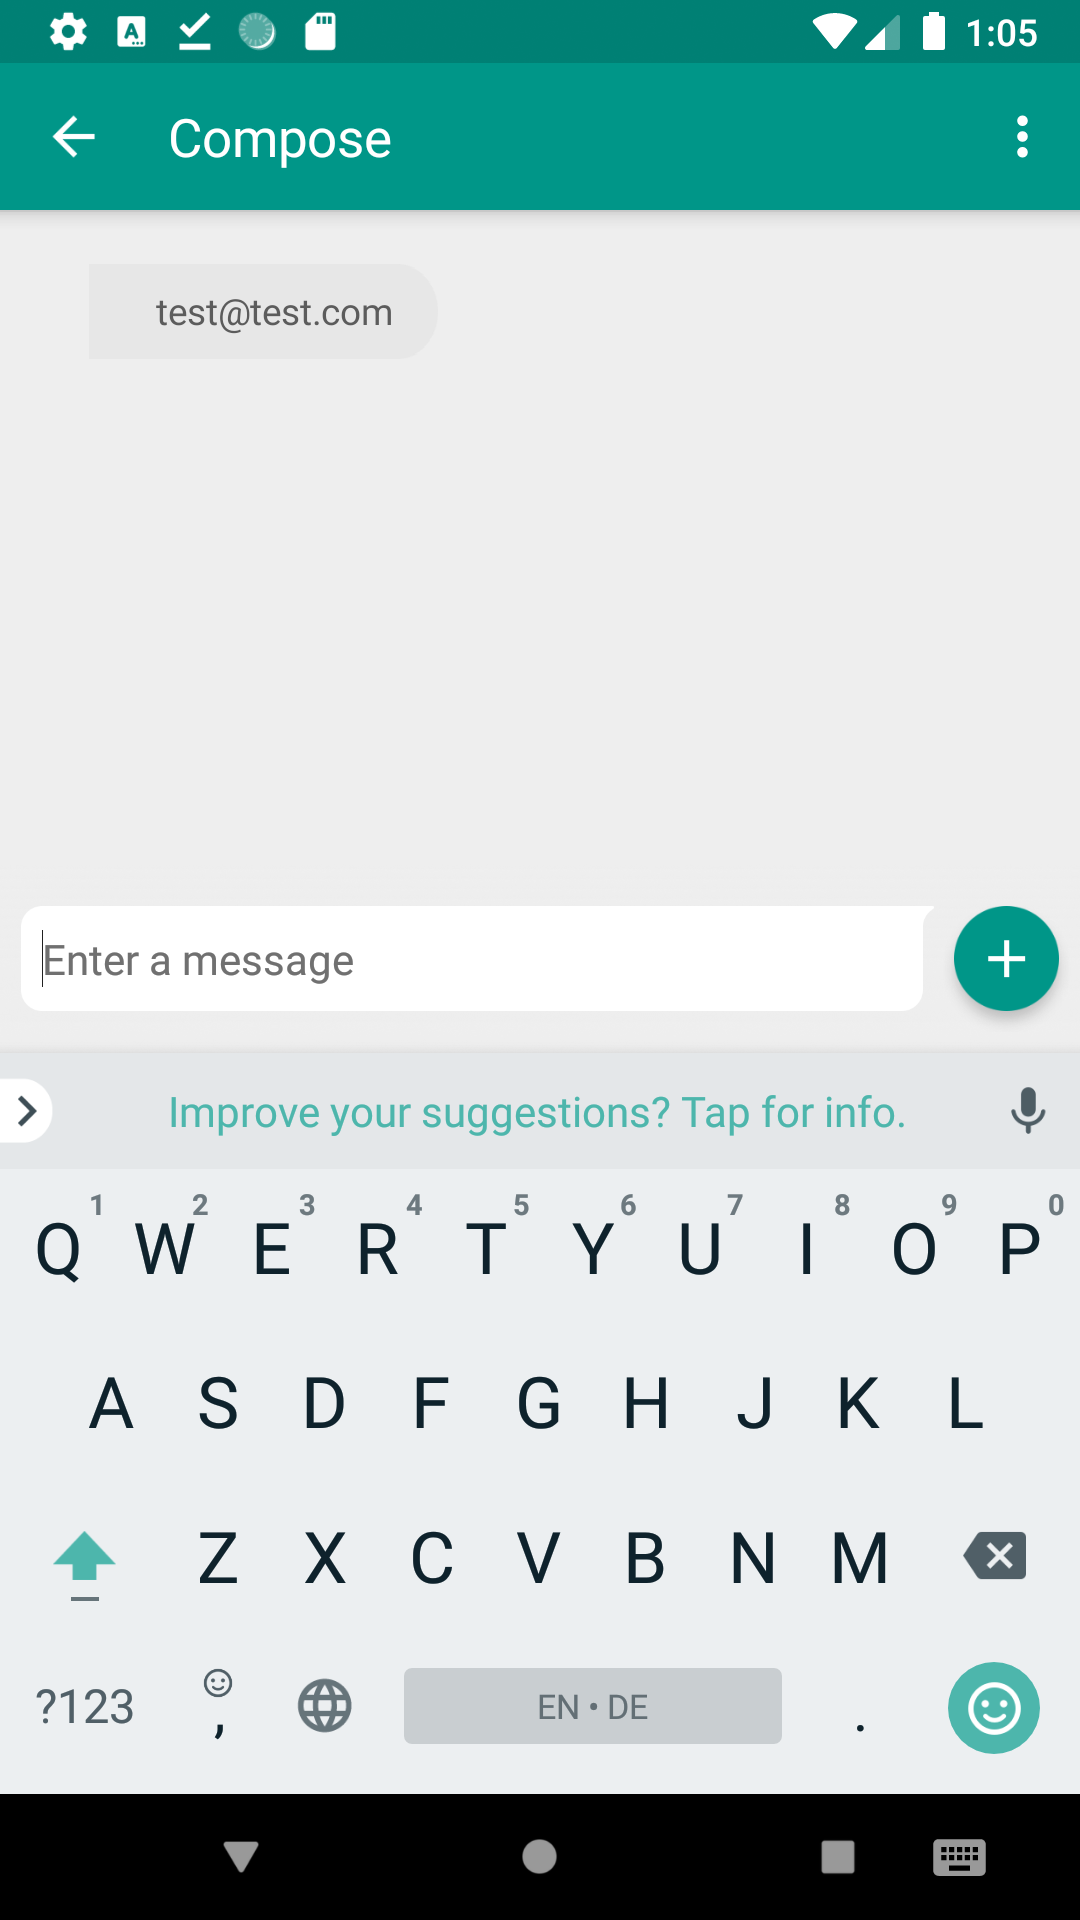 1:05
Compose
test@test.com
Enter a message
Improve your suggestions? Tap for info.
1 2 3 4 5 6 7 8 9 0
Q W E R T Y U I O P
A S D F G H J K L
Z X C V B N M
?123 , EN • DE .